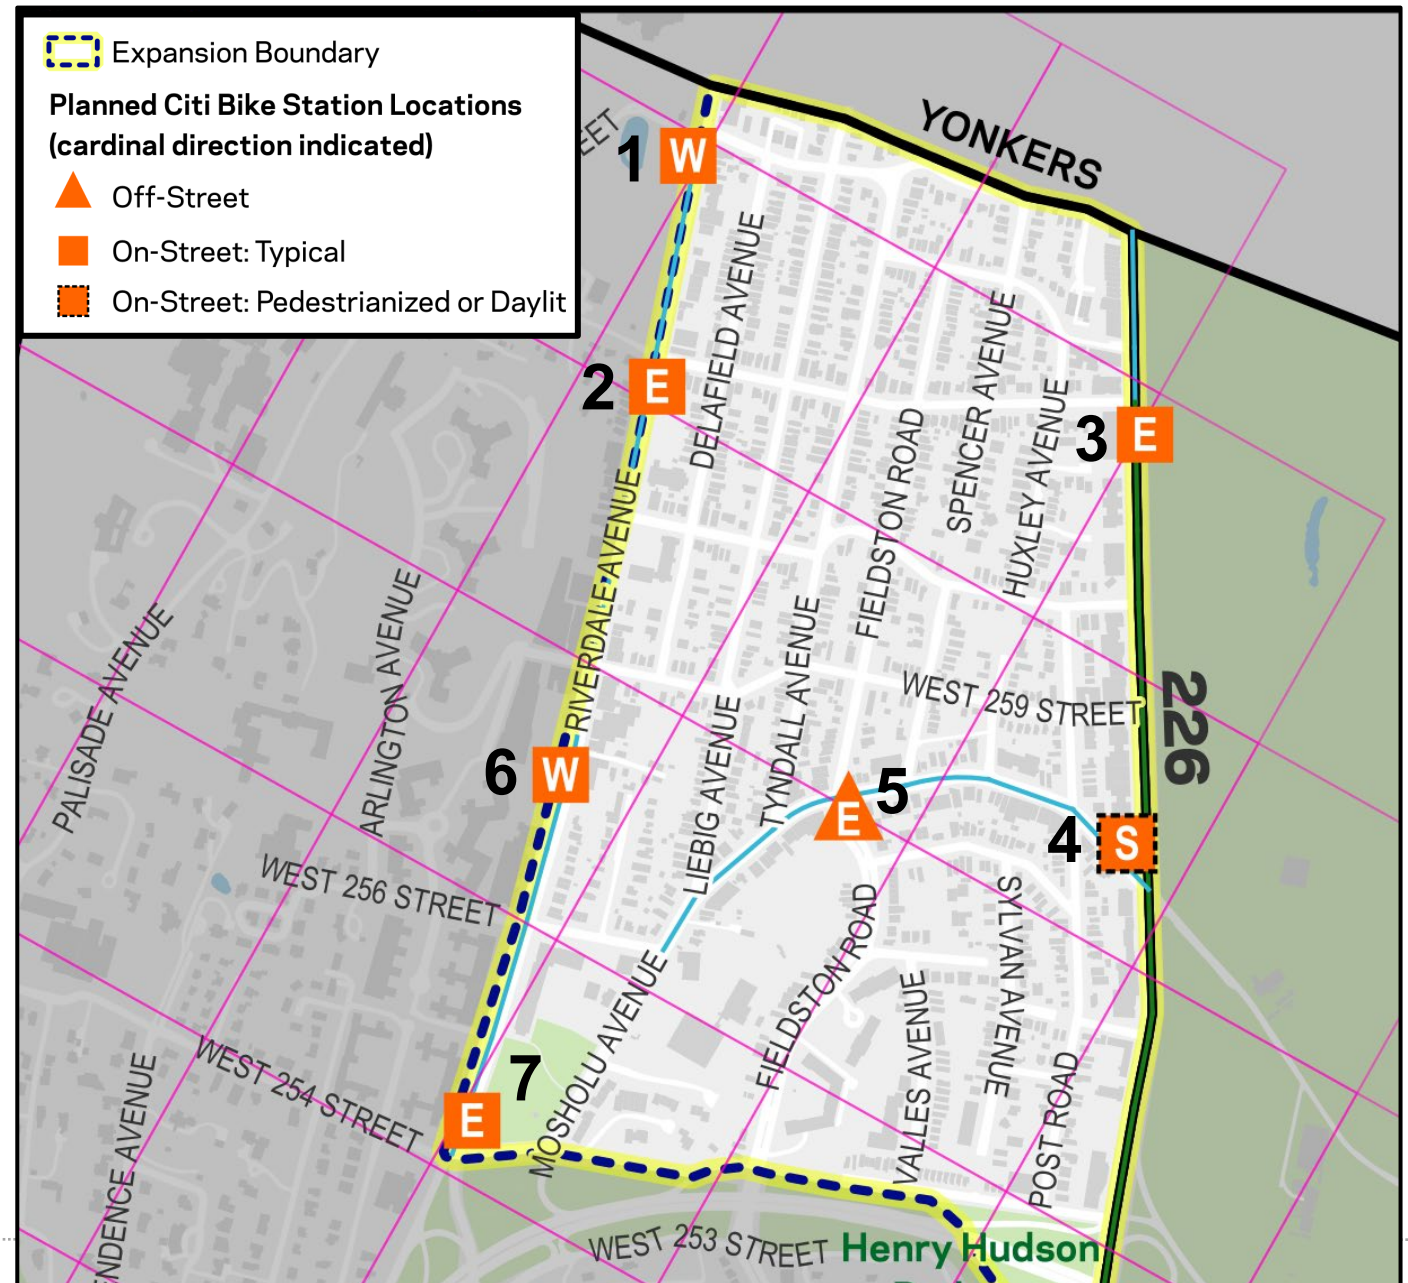 Expansion Boundary
Planned Citi Bike Station Locations
(cardinal direction indicated)
Off-Street
On-Street: Typical
On-Street: Pedestrianized or Daylit
YONKERS
1
W
2
E
DELAFIELD AVENUE
SPENCER AVENUE
HUXLEY AVENUE
FIELDSTON ROAD
3
E
RIVERDALE AVENUE
ARLINGTON AVENUE
PALISADE AVENUE
TYNDALL AVENUE
LIEBIG AVENUE
WEST 259 STREET
226
6
W
5
E
4
S
WEST 256 STREET
SYLVAN AVENUE
FIELDSTON ROAD
MOSHOLU AVENUE
VALLES AVENUE
POST ROAD
WEST 254 STREET
7
E
ENDENCE AVENUE
WEST 253 STREET
Henry Hudson